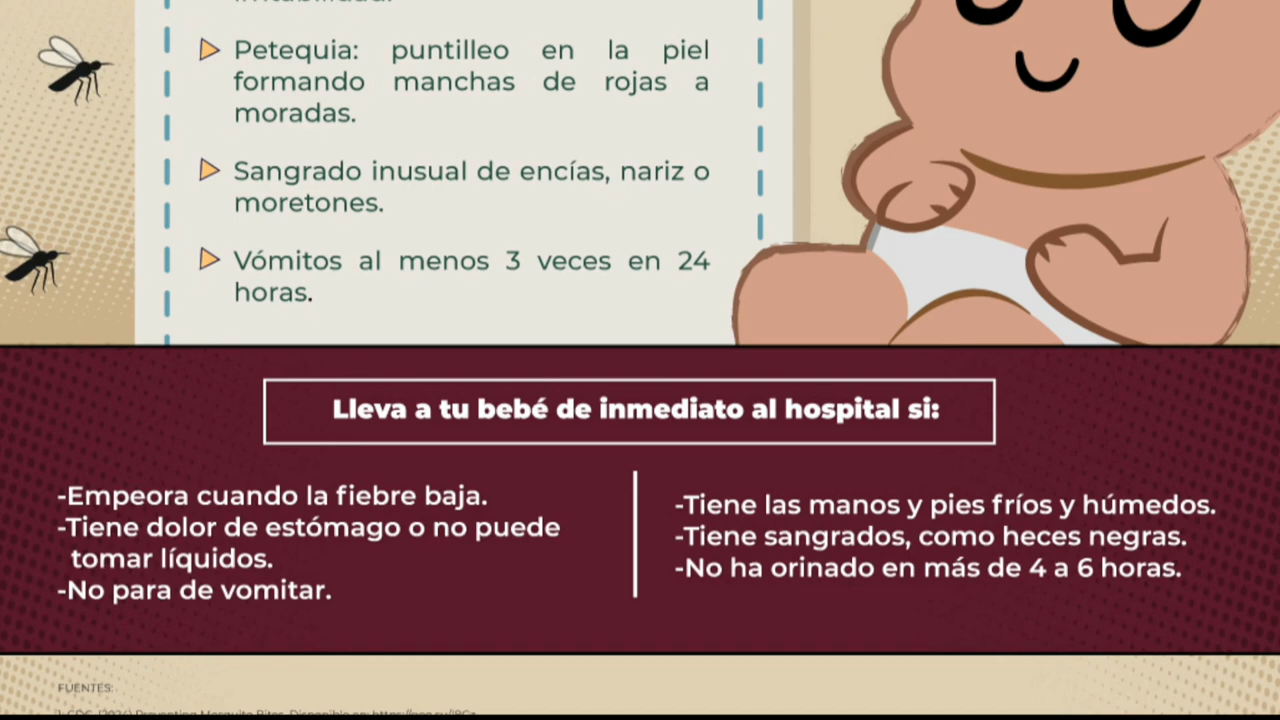 Petequia: puntilleo en la piel
formando manchas de rojas a
moradas.
Sangrado inusual de encías, nariz o
moretones.
Vómitos al menos 3 veces en 24
horas.
Lleva a tu bebé de inmediato al hospital si:
-Empeora cuando la fiebre baja.
-Tiene dolor de estómago o no puede
tomar líquidos.
-No para de vomitar.
-Tiene las manos y pies fríos y húmedos.
-Tiene sangrados, como heces negras.
-No ha orinado en más de 4 a 6 horas.
FUENTES: